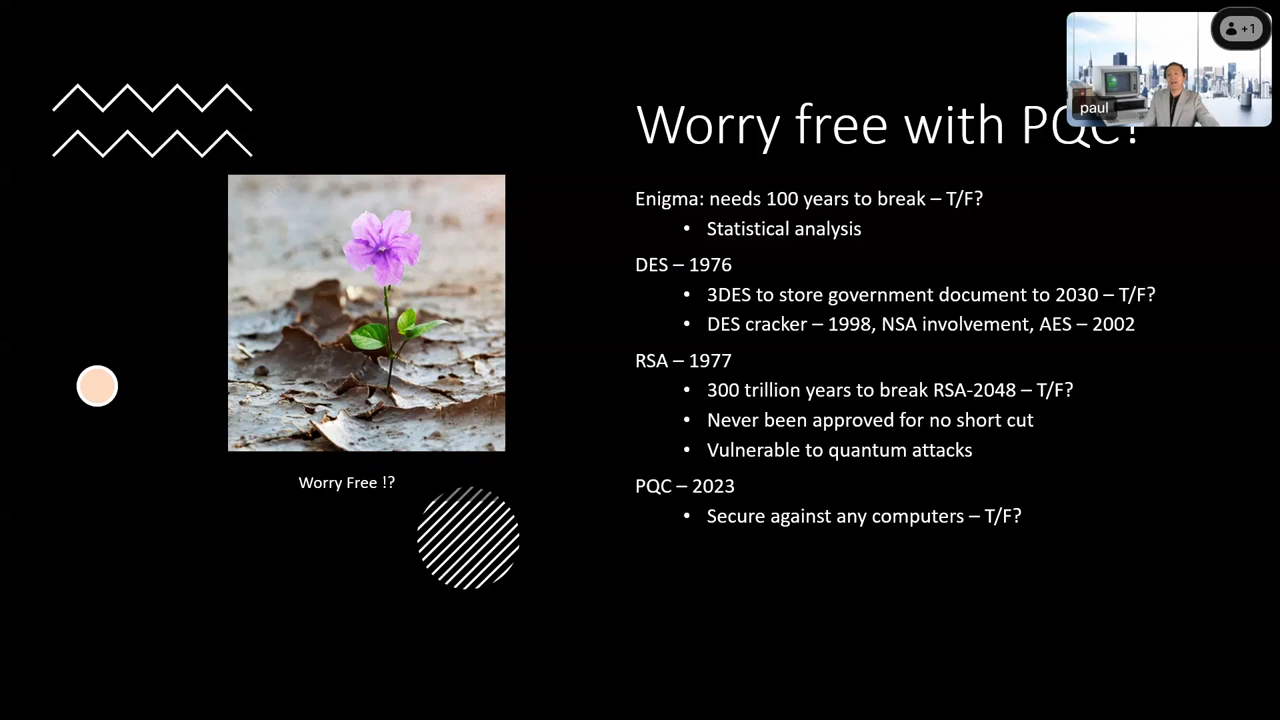 +1
paul
Worry free with PQC?
Enigma: needs 100 years to break – T/F?
• Statistical analysis
DES – 1976
• 3DES to store government document to 2030 – T/F?
• DES cracker – 1998, NSA involvement, AES – 2002
RSA – 1977
• 300 trillion years to break RSA-2048 – T/F?
• Never been approved for no short cut
• Vulnerable to quantum attacks
PQC – 2023
• Secure against any computers – T/F?
Worry Free !?